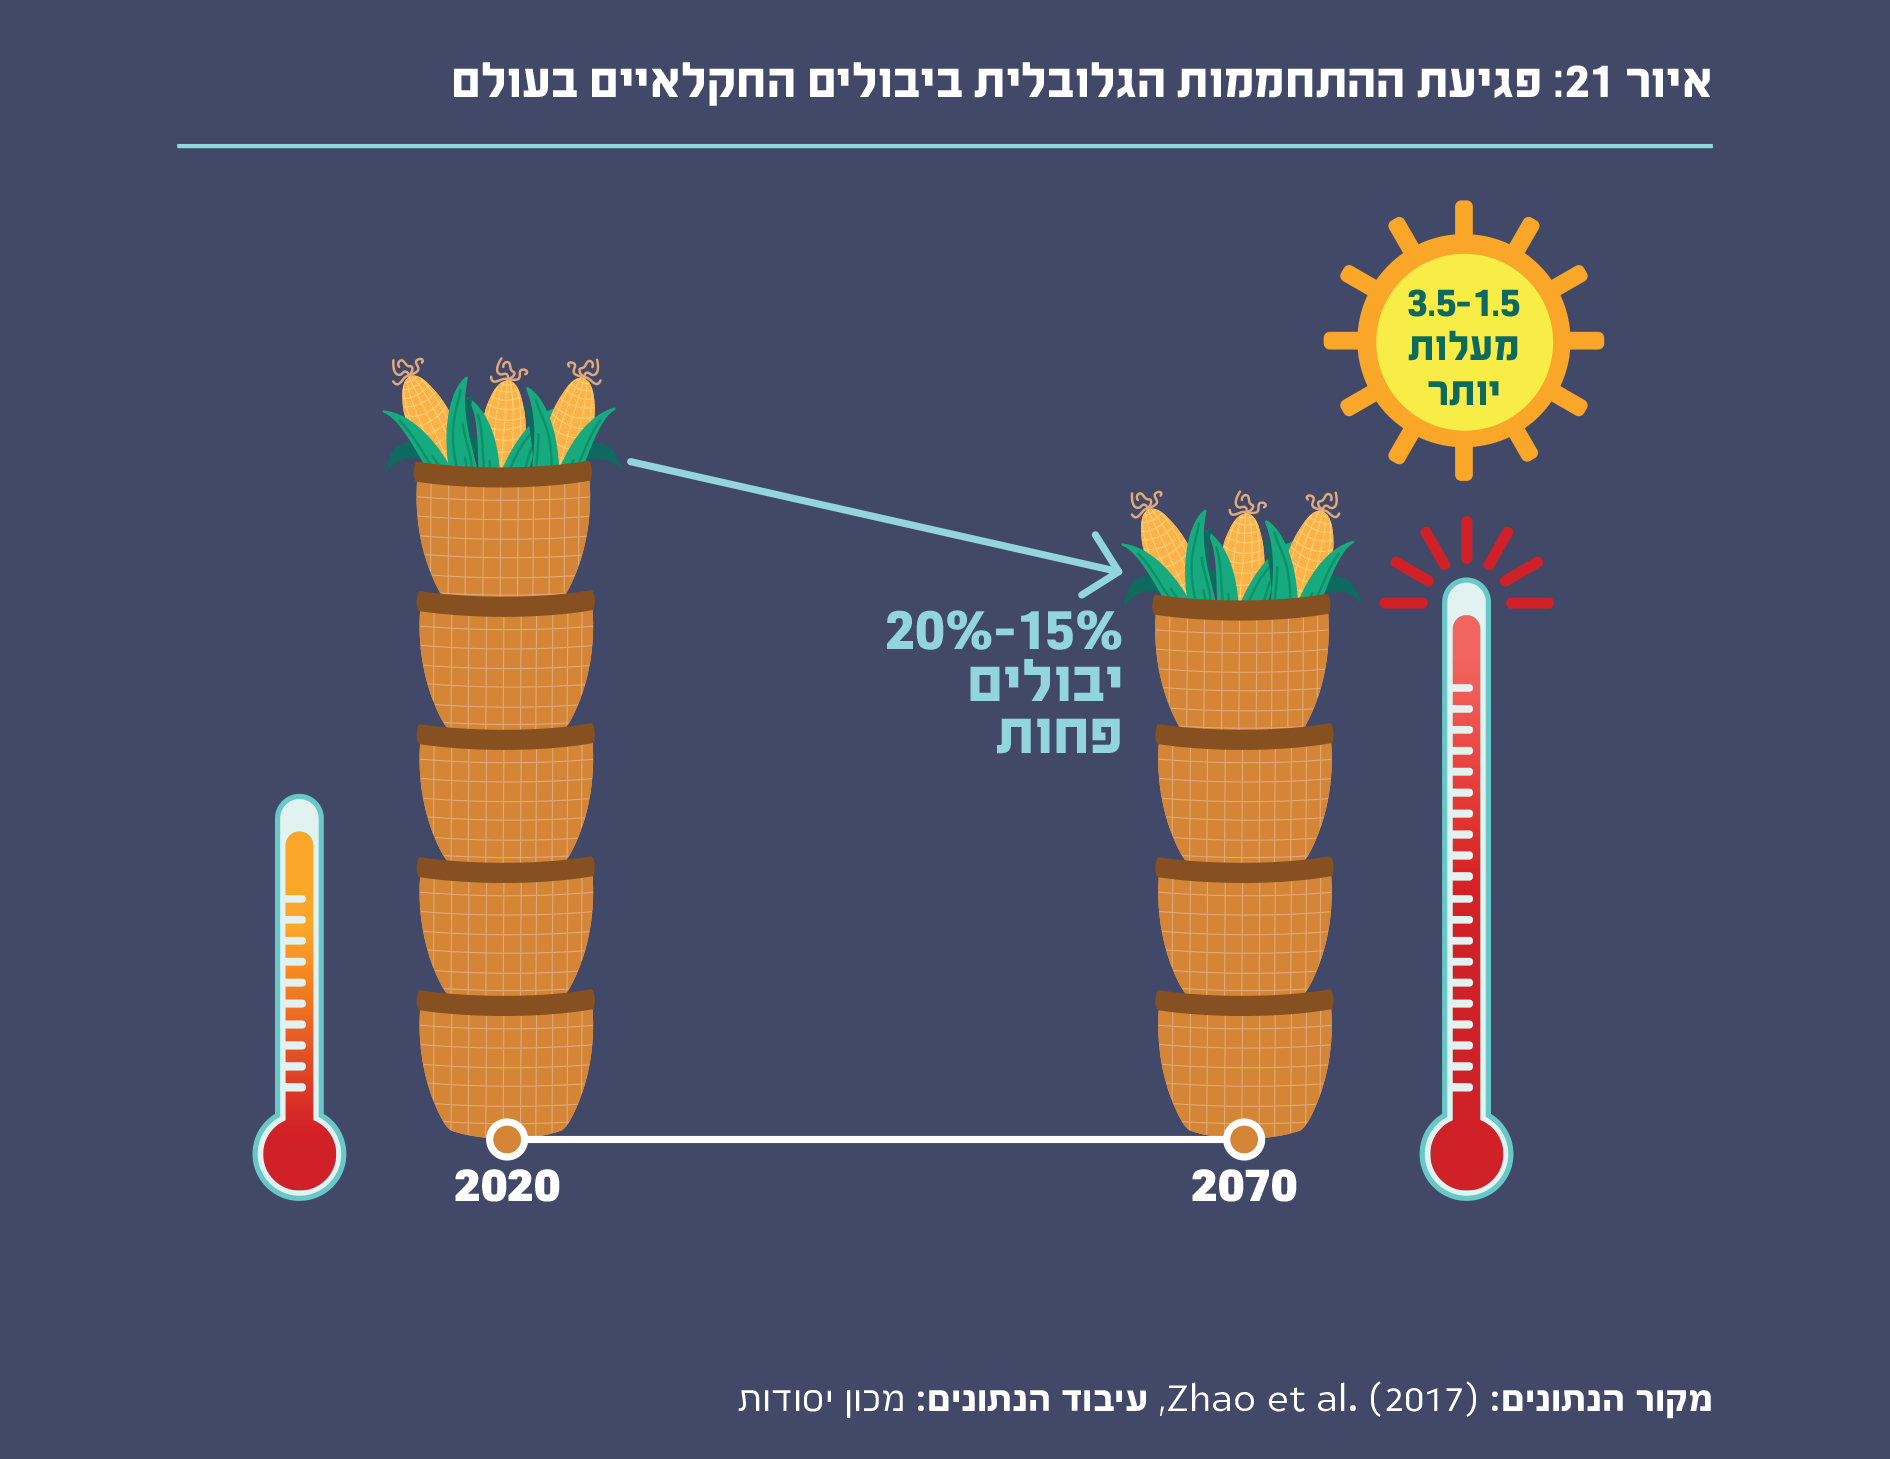 איור 21: פגיעת ההתחממות הגלובלית ביבולים החקלאיים בעולם
3.5-1.5
מעלות
יותר
20%-15%
יבולים
פחות
2020
2070
מקור הנתונים: Zhao et al. (2017), עיבוד הנתונים: מכון יסודות